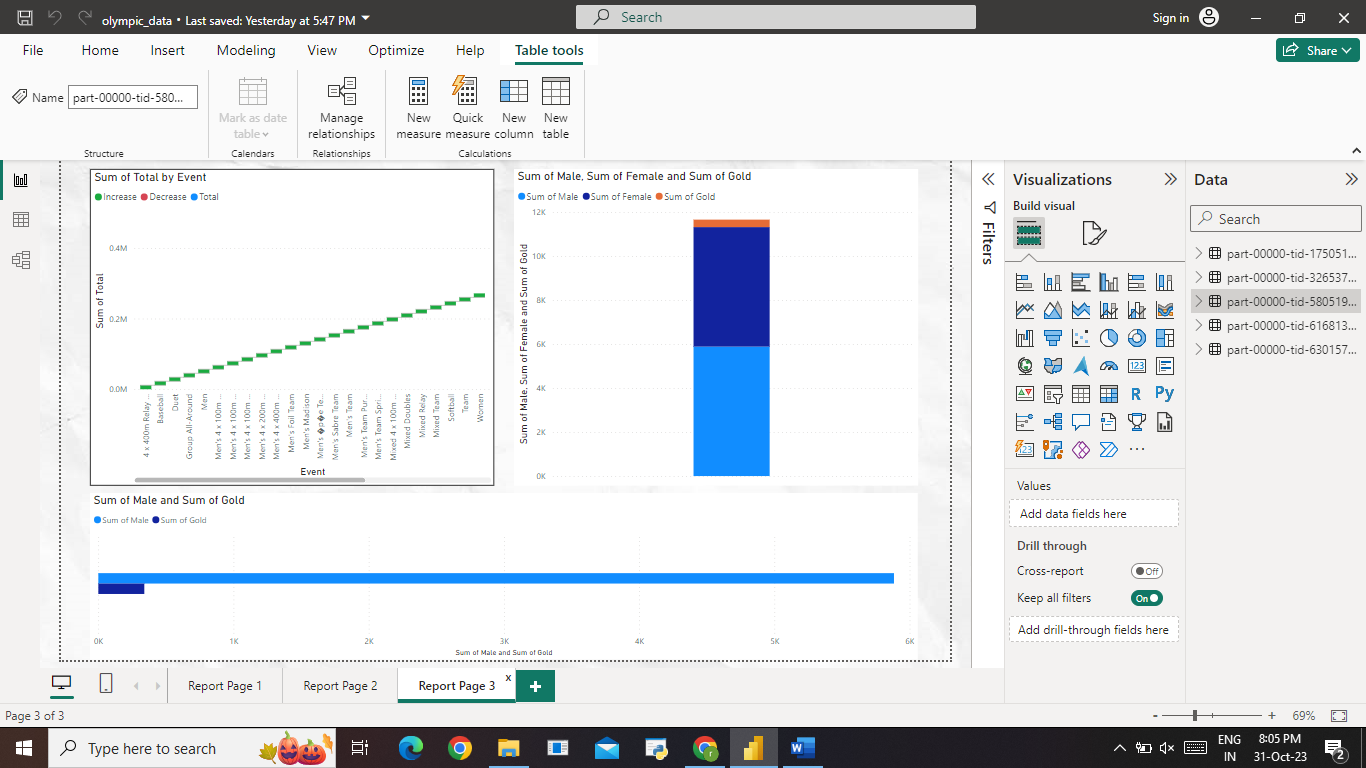 olympic_data • Last saved: Yesterday at 5:47 PM
Search
Sign in
File Home Insert Modeling View Optimize Help Table tools
Share
Name part-00000-tid-580...
Mark as date table
Manage relationships
New measure
Quick measure
New column
New table
Structure Calendars Relationships Calculations
Sum of Total by Event
Increase Decrease Total
Sum of Total
0.4M
0.2M
0.0M
4 x 400m Relay ...
Baseball
Duet
Group All-Around
Men
Men's 4 x 100m ...
Men's 4 x 100m ...
Men's 4 x 100m ...
Men's 4 x 200m ...
Men's 4 x 400m ...
Men's Foil Team
Men's Madison
Men's �p�e Te...
Men's Sabre Team
Men's Team
Men's Team Pur...
Men's Team Spri...
Mixed 4 x 100m ...
Mixed Doubles
Mixed Relay
Mixed Team
Softball
Team
Women
Event
Sum of Male, Sum of Female and Sum of Gold
Sum of Male Sum of Female Sum of Gold
Sum of Male, Sum of Female and Sum of Gold
12K
10K
8K
6K
4K
2K
0K
Sum of Male and Sum of Gold
Sum of Male Sum of Gold
0K 1K 2K 3K 4K 5K 6K
Sum of Male and Sum of Gold
Filters
Visualizations
Build visual
123
R
Py
123
Values
Add data fields here
Drill through
Cross-report Off
Keep all filters On
Add drill-through fields here
Data
Search
part-00000-tid-175051...
part-00000-tid-326537...
part-00000-tid-580519...
part-00000-tid-616813...
part-00000-tid-630157...
Report Page 1 Report Page 2 Report Page 3 x +
Page 3 of 3
- + 69%
Type here to search
W
ENG
IN
8:05 PM
31-Oct-23
2